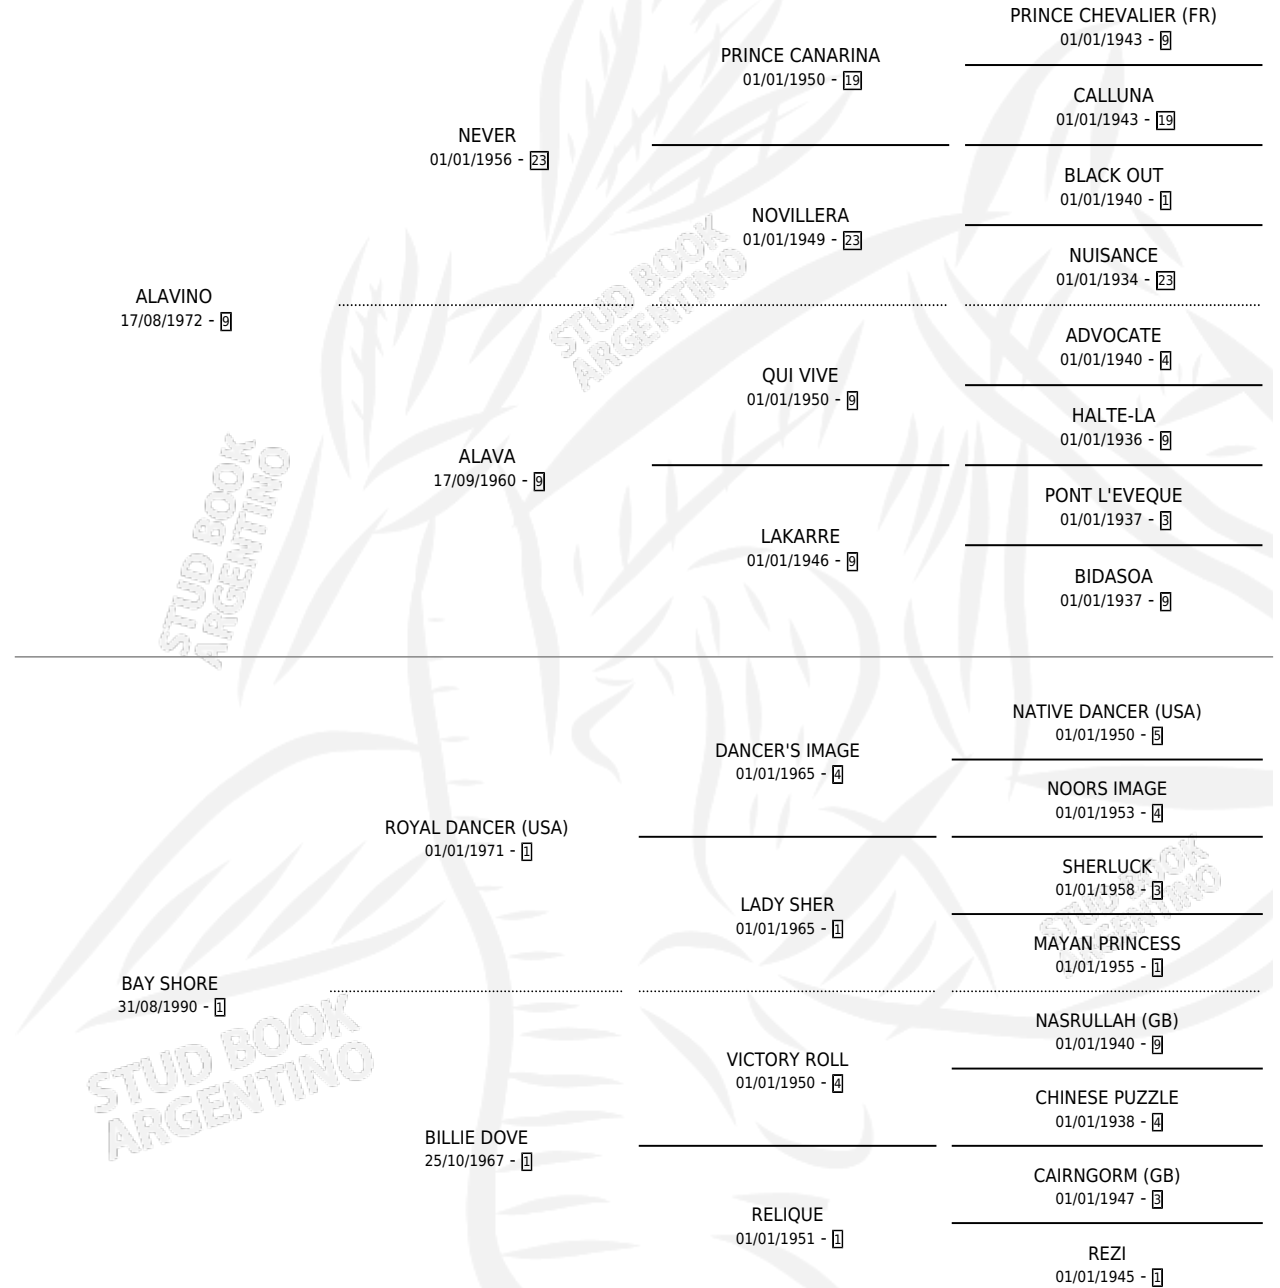 PRINCE CHEVALIER (FR)
01/01/1943 - 9
PRINCE CANARINA
01/01/1950 - 19
CALLUNA
01/01/1943 - 19
NEVER
01/01/1956 - 23
BLACK OUT
01/01/1940 - 1
NOVILLERA
01/01/1949 - 23
NUISANCE
01/01/1934 - 23
ALAVINO
17/08/1972 - 9
ADVOCATE
01/01/1940 - 4
QUI VIVE
01/01/1950 - 9
HALTE-LA
01/01/1936 - 9
ALAVA
17/09/1960 - 9
PONT L'EVEQUE
01/01/1937 - 3
LAKARRE
01/01/1946 - 9
BIDASOA
01/01/1937 - 9
STUD BOOK
ARGENTINO
STUD BOOK
ARGENTINO
NATIVE DANCER (USA)
01/01/1950 - 5
DANCER'S IMAGE
01/01/1965 - 4
NOORS IMAGE
01/01/1953 - 4
ROYAL DANCER (USA)
01/01/1971 - 1
SHERLUCK
01/01/1958 - 3
LADY SHER
01/01/1965 - 1
MAYAN PRINCESS
01/01/1955 - 1
BAY SHORE
31/08/1990 - 1
NASRULLAH (GB)
01/01/1940 - 9
VICTORY ROLL
01/01/1950 - 4
CHINESE PUZZLE
01/01/1938 - 4
BILLIE DOVE
25/10/1967 - 1
CAIRNGORM (GB)
01/01/1947 - 3
RELIQUE
01/01/1951 - 1
REZI
01/01/1945 - 1
STUD BOOK
ARGENTINO
STUD BOOK
ARGENTINO